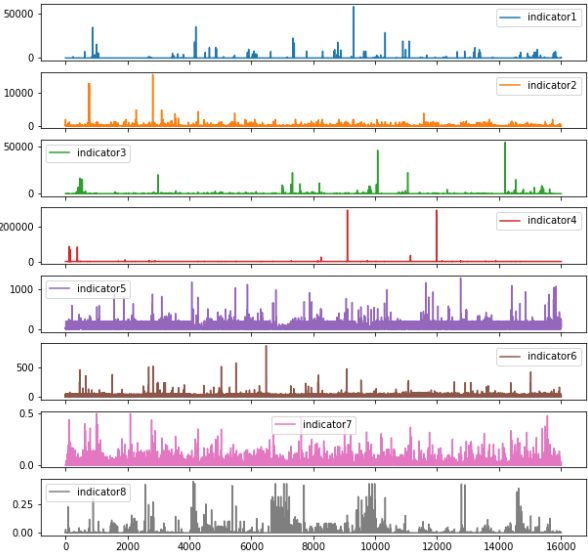 50000
0
indicator1
10000
0
indicator2
50000
0
indicator3
200000
0
indicator4
1000
0
indicator5
500
0
indicator6
0.5
0.0
indicator7
0.25
0.00
indicator8
0 2000 4000 6000 8000 10000 12000 14000 16000